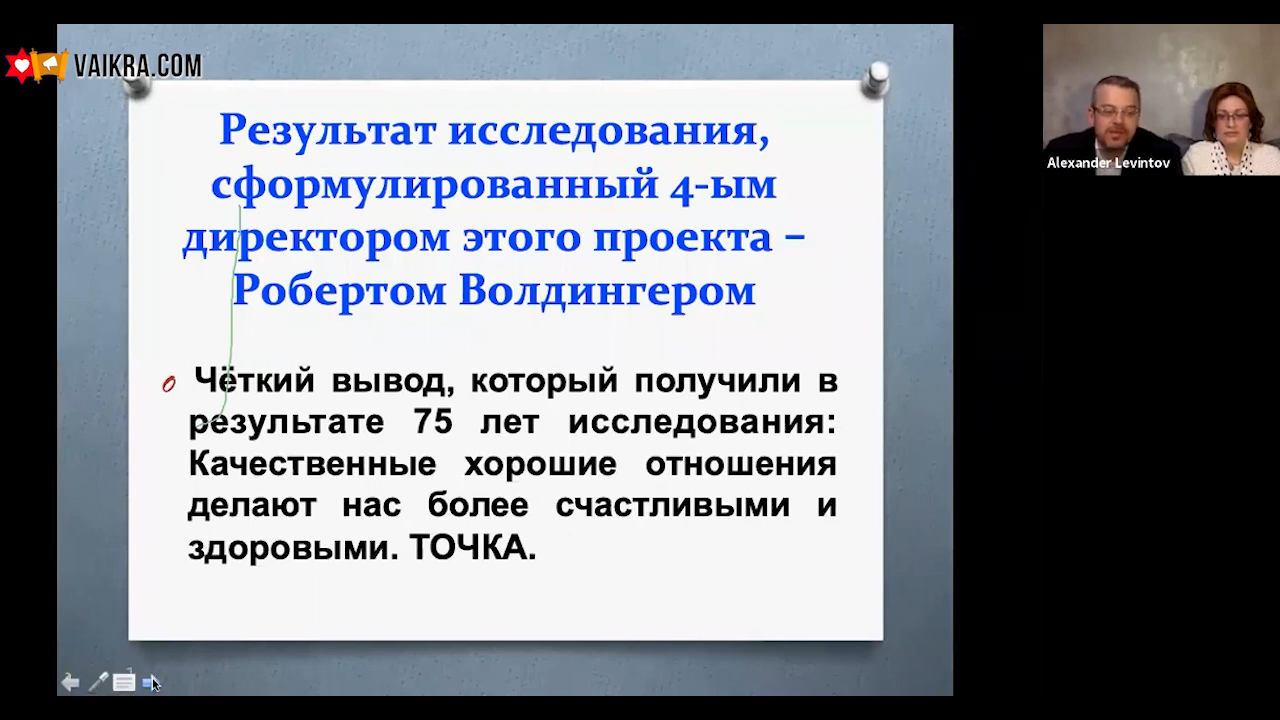 VAIKRA.COM
Результат исследования,
сформулированный 4-ым
директором этого проекта –
Робертом Волдингером
Чёткий вывод, который получили в
результате 75 лет исследования:
Качественные хорошие отношения
делают нас более счастливыми и
здоровыми. ТОЧКА.
Alexander Levintov